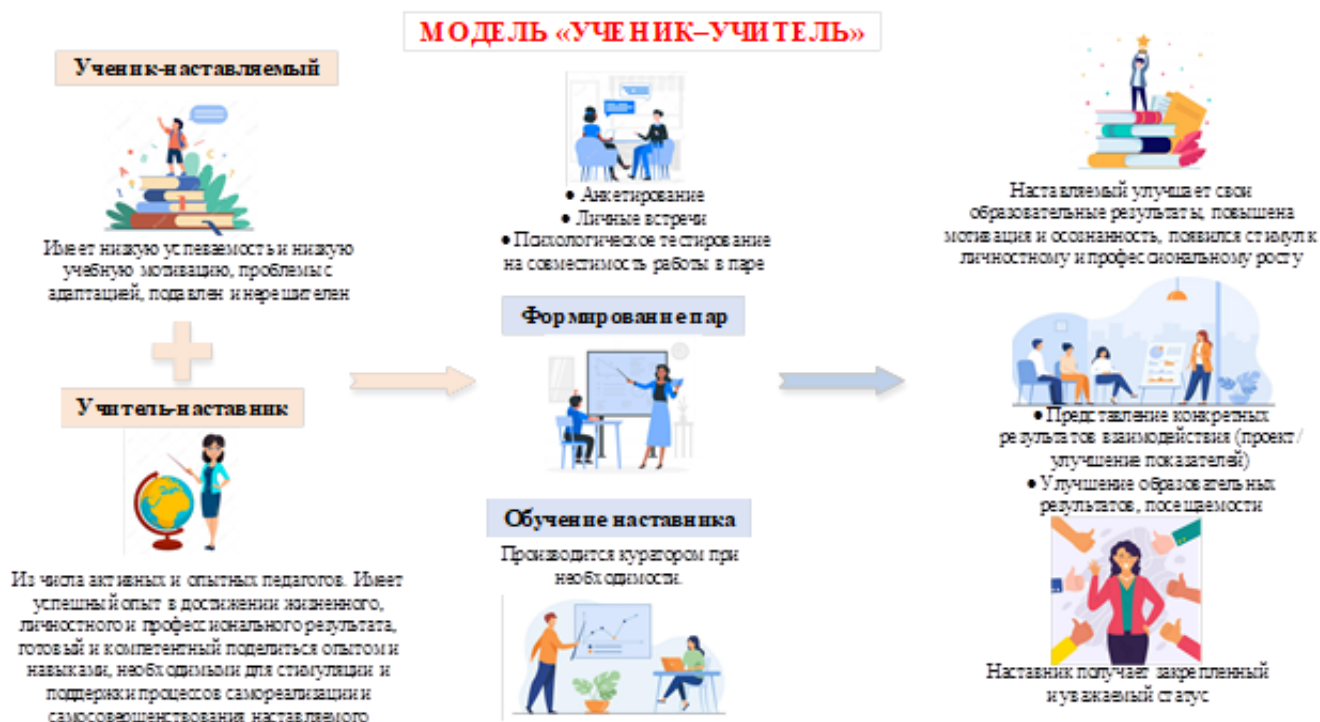 МОДЕЛЬ «УЧЕНИК–УЧИТЕЛЬ»
Ученик-наставляемый
Имеет низкую успеваемость и низкую
учебную мотивацию, проблемы с
адаптацией, подавлен и нерешителен
Учитель-наставник
Из числа активных и опытных педагогов. Имеет
успешный опыт в достижении жизненного,
личностного и профессионального результата,
готовый и компетентный поделиться опытом и
навыками, необходимыми для стимуляции и
поддержки процессов самореализации и
самосовершенствования наставляемого
● Анкетирование
● Личные встречи
● Психологическое тестирование
на совместимость работы в паре
Формирование пар
Обучение наставника
Производится куратором при
необходимости.
Наставляемый улучшает свои
образовательные результаты, повышена
мотивация и осознанность, появился стимул к
личностному и профессиональному росту
● Представление конкретных
результатов взаимодействия (проект/
улучшение показателей)
● Улучшение образовательных
результатов, посещаемости
Наставник получает закрепленный
и уважаемый статус